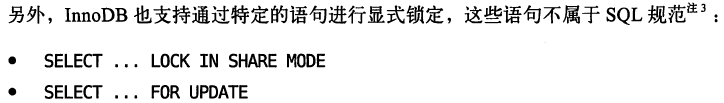 另外，InnoDB 也支持通过特定的语句进行显式锁定，这些语句不属于 SQL 规范注3：
• SELECT ... LOCK IN SHARE MODE
• SELECT ... FOR UPDATE